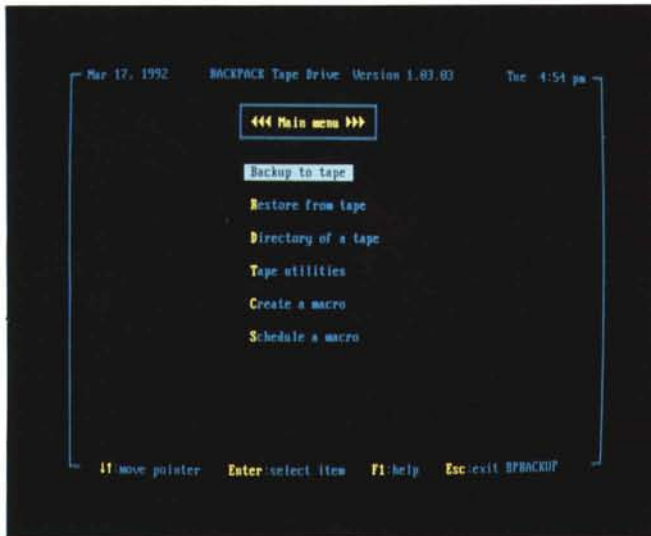 Mar 17, 1992 BACKPACK Tape Drive Version 1.03.03 Tue 4:54 pm
Main menu
Backup to tape
Restore from tape
Directory of a tape
Tape utilities
Create a macro
Schedule a macro
↓↑:move pointer Enter:select item F1:help Esc:exit BPBACKUP